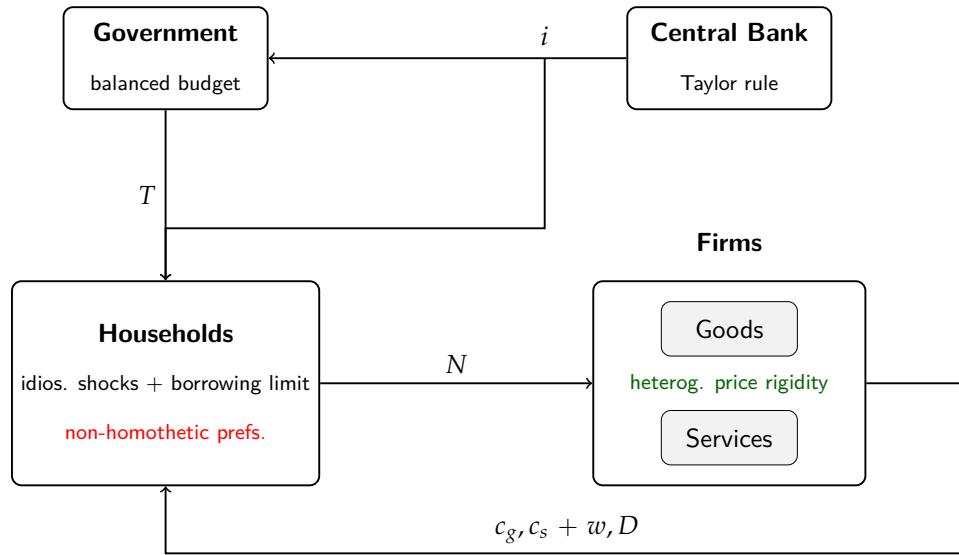 Government
balanced budget
i
Central Bank
Taylor rule
T
Firms
Households
idios. shocks + borrowing limit
non-homothetic prefs.
N
Goods
heterog. price rigidity
Services
c_g, c_s + w, D